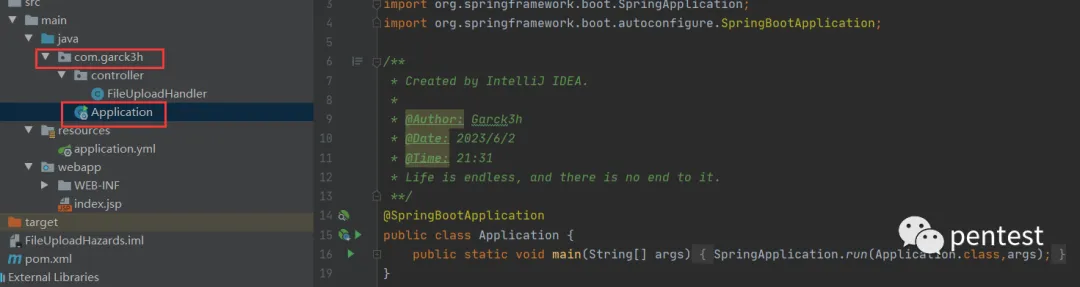 src
main
java
com.garck3h
controller
FileUploadHandler
Application
resources
application.yml
webapp
WEB-INF
index.jsp
target
FileUploadHazards.iml
pom.xml
External Libraries
3 import org.springframework.boot.SpringApplication;
4 import org.springframework.boot.autoconfigure.SpringBootApplication;
5
6 /**
7 * Created by IntelliJ IDEA.
8 *
9 * @Author: Garck3h
10 * @Date: 2023/6/2
11 * @Time: 21:31
12 * Life is endless, and there is no end to it.
13 **/
14 @SpringBootApplication
15 public class Application {
16 public static void main(String[] args) { SpringApplication.run(Application.class,args); }
19 }
pentest